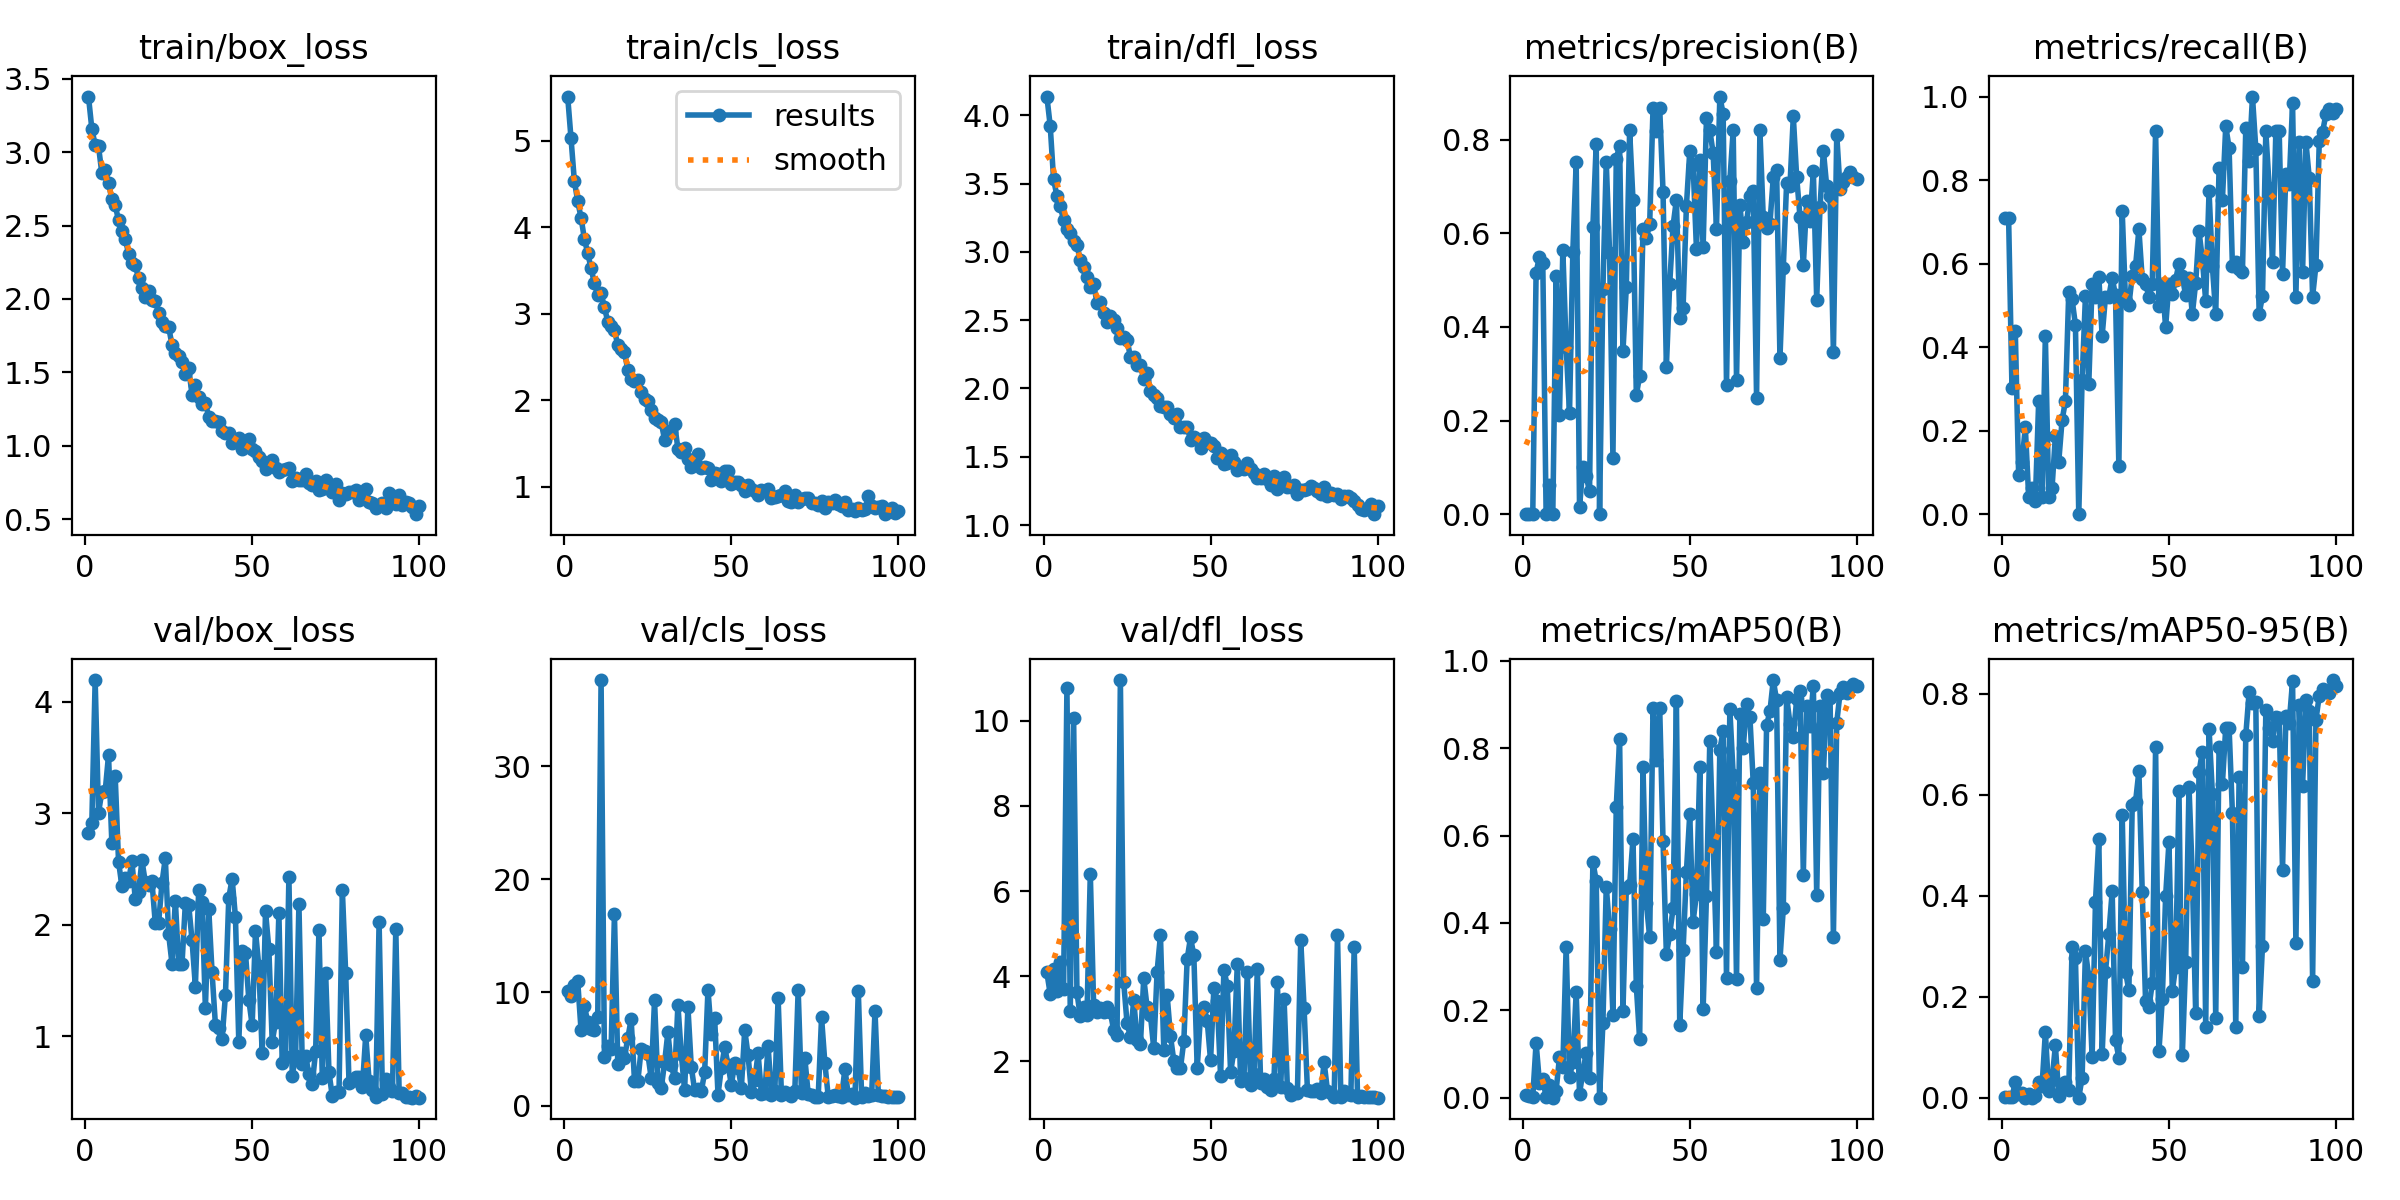 train/box_loss
3.5
3.0
2.5
2.0
1.5
1.0
0.5
0 50 100
train/cls_loss
results
smooth
5
4
3
2
1
0 50 100
train/dfl_loss
4.0
3.5
3.0
2.5
2.0
1.5
1.0
0 50 100
metrics/precision(B)
0.8
0.6
0.4
0.2
0.0
0 50 100
metrics/recall(B)
1.0
0.8
0.6
0.4
0.2
0.0
0 50 100
val/box_loss
4
3
2
1
0 50 100
val/cls_loss
30
20
10
0
0 50 100
val/dfl_loss
10
8
6
4
2
0 50 100
metrics/mAP50(B)
1.0
0.8
0.6
0.4
0.2
0.0
0 50 100
metrics/mAP50-95(B)
0.8
0.6
0.4
0.2
0.0
0 50 100